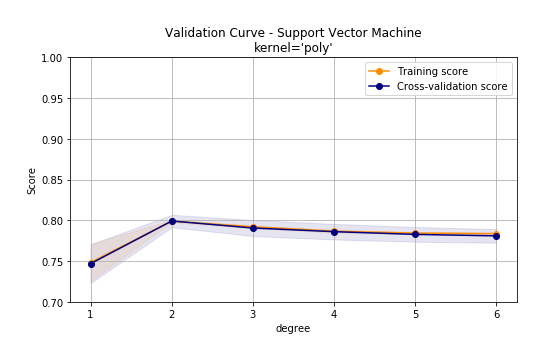 Validation Curve - Support Vector Machine
kernel='poly'
Training score
Cross-validation score
Score
1.00
0.95
0.90
0.85
0.80
0.75
0.70
1 2 3 4 5 6
degree